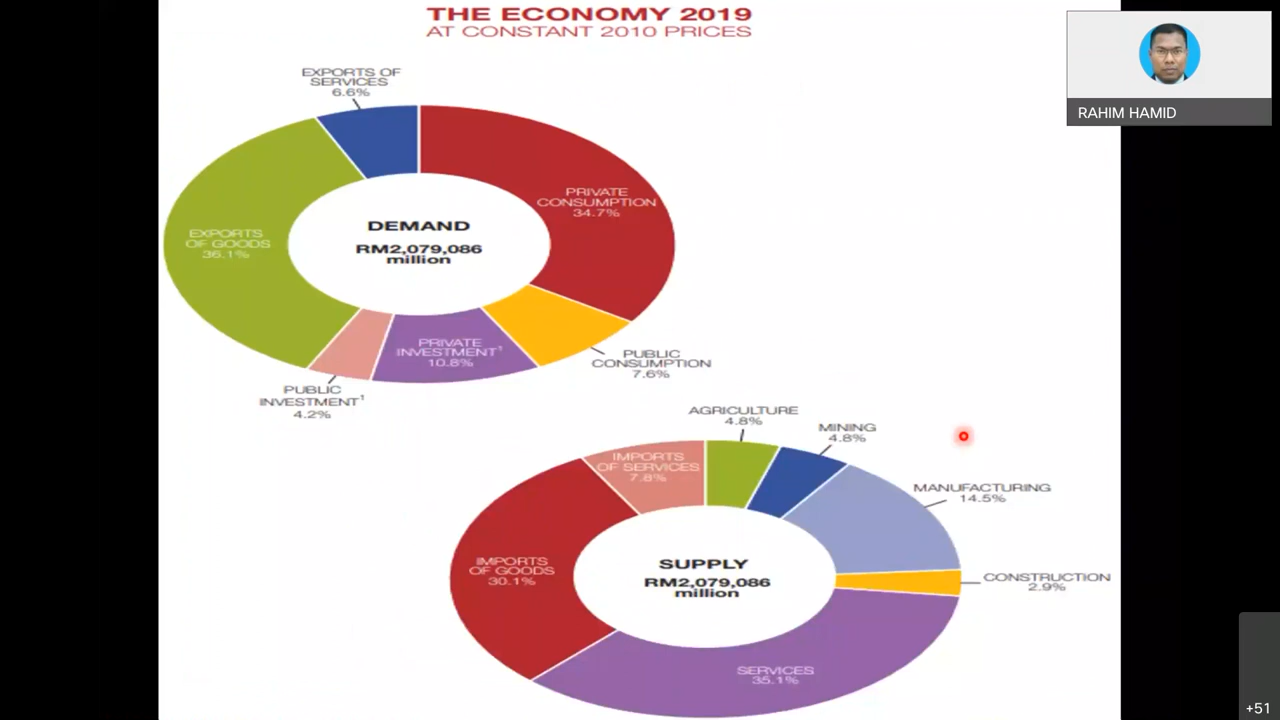 THE ECONOMY 2019
AT CONSTANT 2010 PRICES
RAHIM HAMID
EXPORTS OF
SERVICES
6.6%
PRIVATE
CONSUMPTION
34.7%
DEMAND
RM2,079,086
million
EXPORTS
OF GOODS
36.1%
PRIVATE
INVESTMENT¹
10.8%
PUBLIC
CONSUMPTION
7.6%
PUBLIC
INVESTMENT¹
4.2%
AGRICULTURE
4.8%
MINING
4.8%
IMPORTS
OF SERVICES
7.8%
MANUFACTURING
14.5%
IMPORTS
OF GOODS
30.1%
SUPPLY
RM2,079,086
million
CONSTRUCTION
2.9%
SERVICES
35.1%
+51